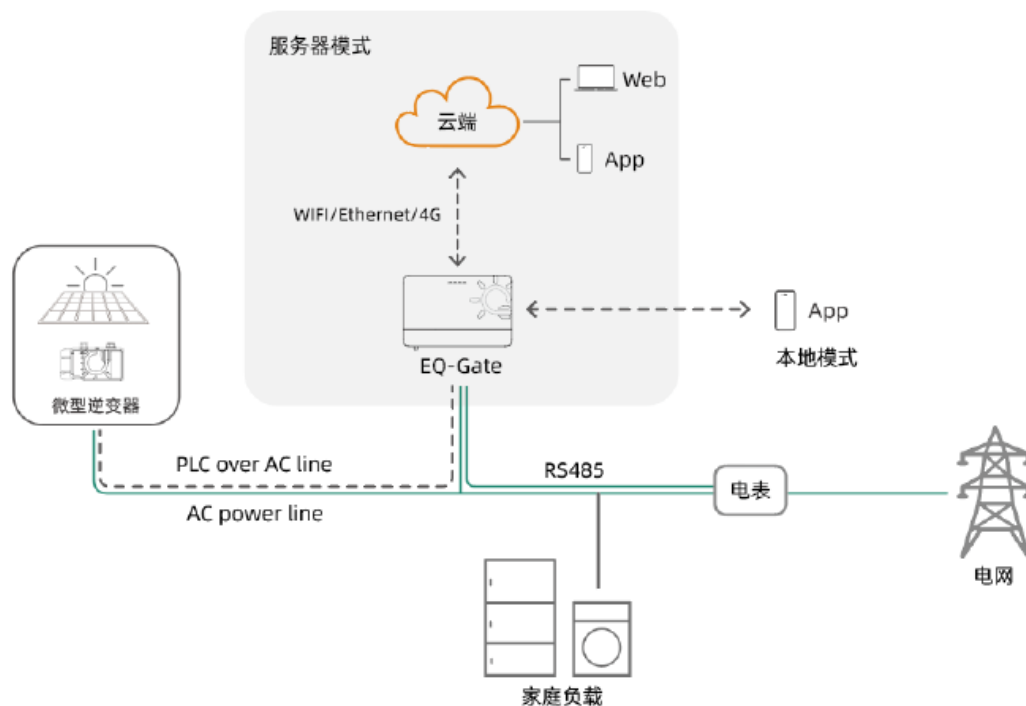 服务器模式
云端
Web
App
WIFI/Ethernet/4G
EQ-Gate
App
本地模式
微型逆变器
PLC over AC line
AC power line
RS485
电表
电网
家庭负载